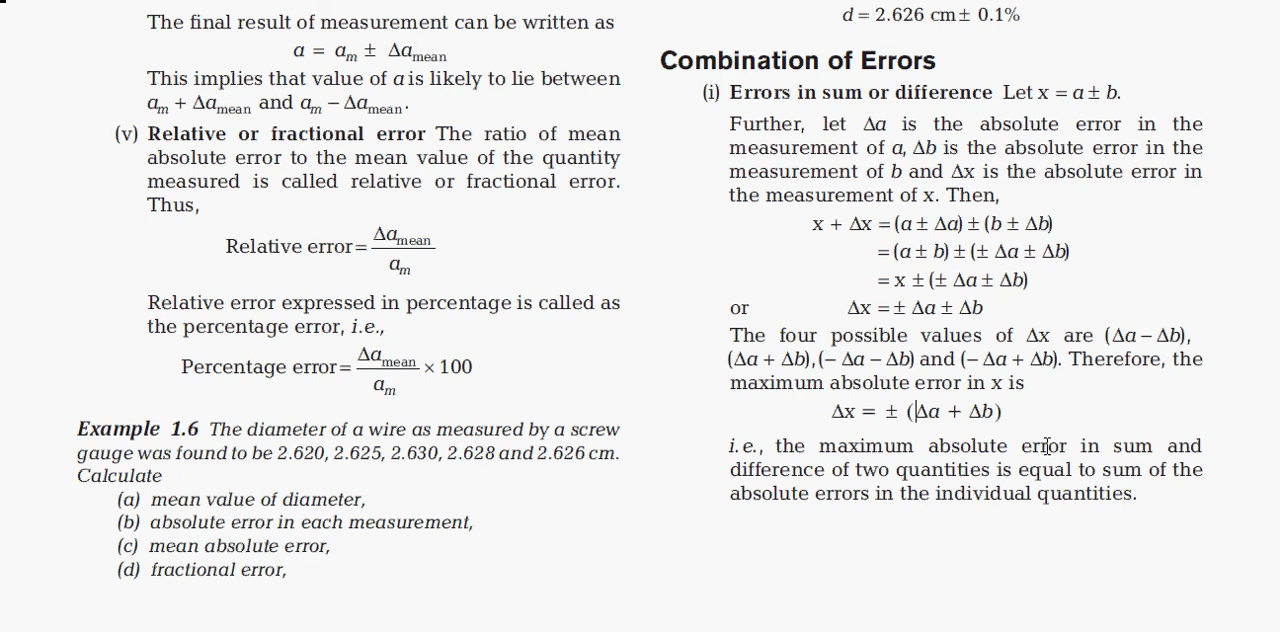 The final result of measurement can be written as
a = aₘ ± Δa_mean
This implies that value of a is likely to lie between
aₘ + Δa_mean and aₘ − Δa_mean.
(v) Relative or fractional error The ratio of mean
absolute error to the mean value of the quantity
measured is called relative or fractional error.
Thus,
Relative error= Δa_mean / aₘ
Relative error expressed in percentage is called as
the percentage error, i.e.,
Percentage error= Δa_mean / aₘ × 100
Example 1.6 The diameter of a wire as measured by a screw
gauge was found to be 2.620, 2.625, 2.630, 2.628 and 2.626 cm.
Calculate
(a) mean value of diameter,
(b) absolute error in each measurement,
(c) mean absolute error,
(d) fractional error,
d = 2.626 cm± 0.1%
Combination of Errors
(i) Errors in sum or difference Let x = a ± b.
Further, let Δa is the absolute error in the
measurement of a, Δb is the absolute error in the
measurement of b and Δx is the absolute error in
the measurement of x. Then,
x + Δx = (a ± Δa) ± (b ± Δb)
= (a ± b) ± (± Δa ± Δb)
= x ± (± Δa ± Δb)
or Δx = ± Δa ± Δb
The four possible values of Δx are (Δa − Δb),
(Δa + Δb), (− Δa − Δb) and (− Δa + Δb). Therefore, the
maximum absolute error in x is
Δx = ± (Δa + Δb)
i.e., the maximum absolute error in sum and
difference of two quantities is equal to sum of the
absolute errors in the individual quantities.